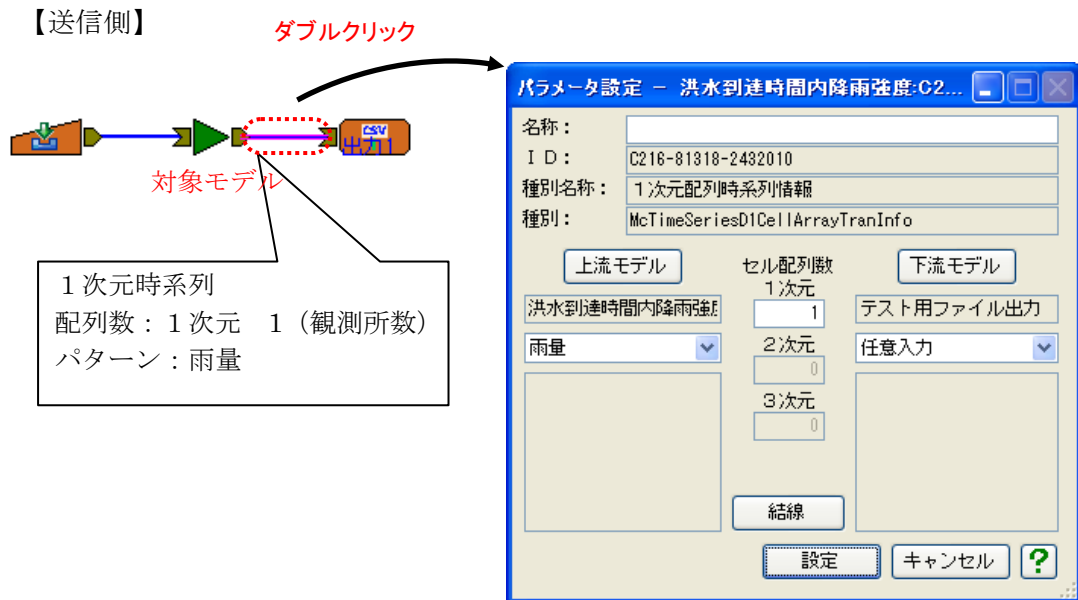 【送信側】
ダブルクリック
CSV
出力1
対象モデル
１次元時系列
配列数：１次元　１（観測所数）
パターン：雨量
パラメータ設定 － 洪水到達時間内降雨強度:C2...
名称：
ＩＤ： C216-81318-2432010
種別名称： １次元配列時系列情報
種別： McTimeSeriesD1CellArrayTranInfo
上流モデル セル配列数 下流モデル
１次元
洪水到達時間内降雨強度 1 テスト用ファイル出力
雨量 ２次元 任意入力
0
３次元
0
結線
設定 キャンセル ?